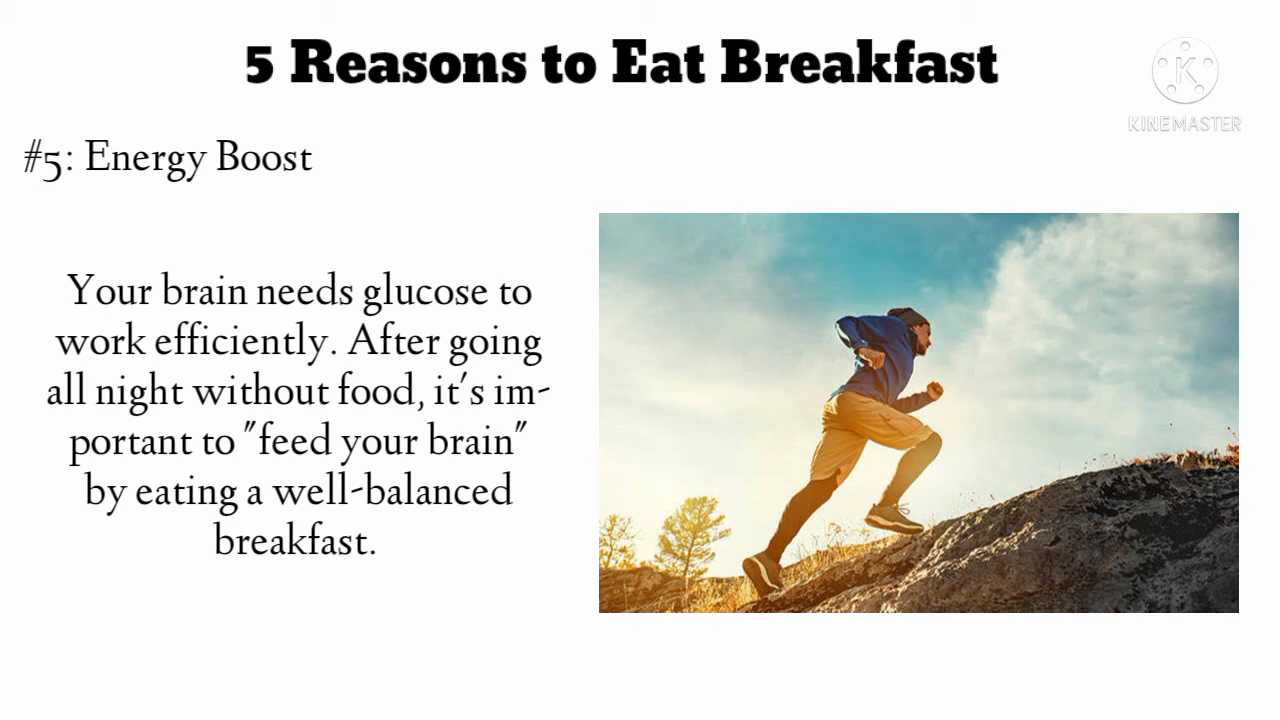 5 Reasons to Eat Breakfast
K
KINEMASTER
#5: Energy Boost
Your brain needs glucose to
work efficiently. After going
all night without food, it's im-
portant to "feed your brain"
by eating a well-balanced
breakfast.